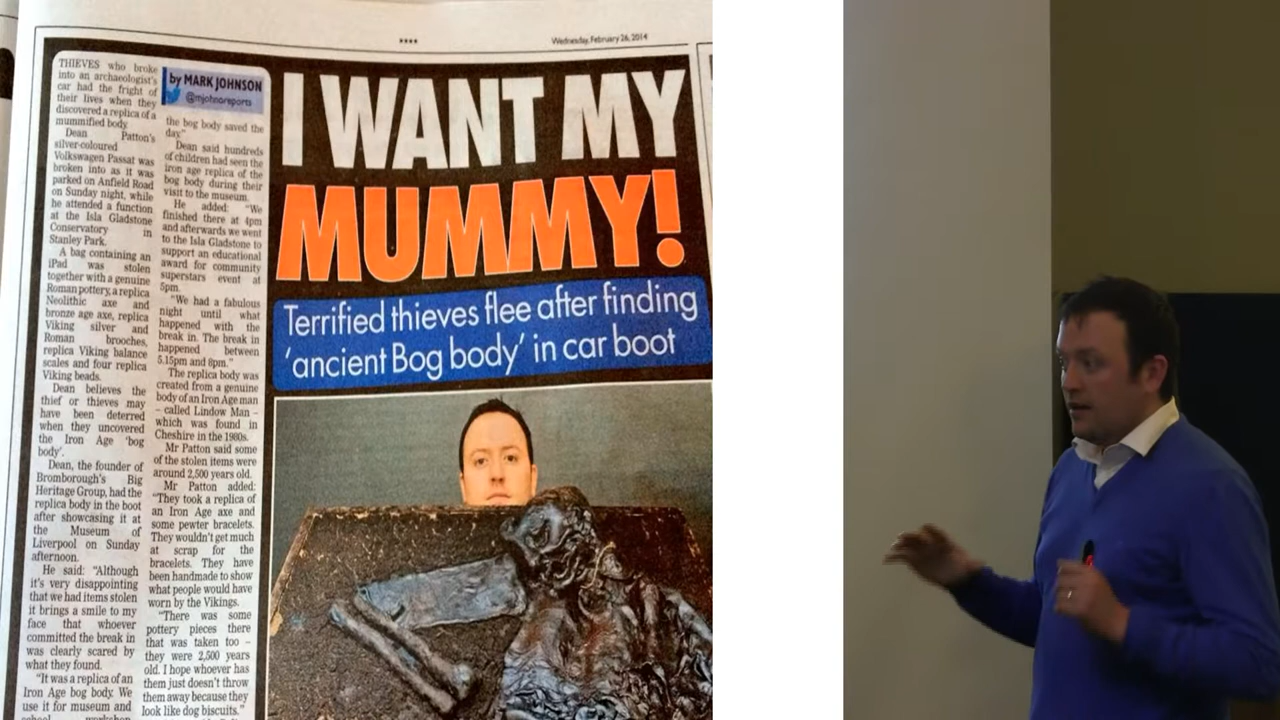 ****
Wednesday, February 26, 2014
I WANT MY
MUMMY!
Terrified thieves flee after finding
'ancient Bog body' in car boot
THIEVES who broke
into an archaeologist's
car had the fright of
their lives when they
discovered a replica of a
mummified body.
Dean Patton's
silver-coloured
Volkswagen Passat was
broken into as it was
parked on Anfield Road
on Sunday night, while
he attended a function
at the Isla Gladstone
Conservatory in
Stanley Park.
A bag containing an
iPad was stolen
together with a genuine
Roman pottery, a replica
Neolithic axe and
bronze age axe, replica
Viking silver and
Roman brooches,
replica Viking balance
scales and four replica
Viking beads.
Dean believes the
thief or thieves may
have been deterred
when they uncovered
the Iron Age 'bog
body'.
Dean, the founder of
Bromborough's Big
Heritage Group, had the
replica body in the boot
after showcasing it at
the Museum of
Liverpool on Sunday
afternoon.
He said: "Although
it's very disappointing
that we had items stolen
it brings a smile to my
face that whoever
committed the break in
was clearly scared by
what they found.
"It was a replica of an
Iron Age bog body. We
use it for museum and
school workshop
by MARK JOHNSON
@mjohnsreports
the bog body saved the
day."
Dean said hundreds
of children had seen the
iron age replica of the
bog body during their
visit to the museum.
He added: "We
finished there at 4pm
and afterwards we went
to the Isla Gladstone to
support an educational
award for community
superstars event at
5pm.
"We had a fabulous
night until what
happened with the
break in. The break in
happened between
5.15pm and 8pm."
The replica body was
created from a genuine
body of an Iron Age man
– called Lindow Man –
which was found in
Cheshire in the 1980s.
Mr Patton said some
of the stolen items were
around 2,500 years old.
Mr Patton added:
"They took a replica of
an Iron Age axe and
some pewter bracelets.
They wouldn't get much
at scrap for the
bracelets. They have
been handmade to show
what people would have
worn by the Vikings.
"There was some
pottery pieces there
that was taken too –
they were 2,500 years
old. I hope whoever has
them just doesn't throw
them away because they
look like dog biscuits."